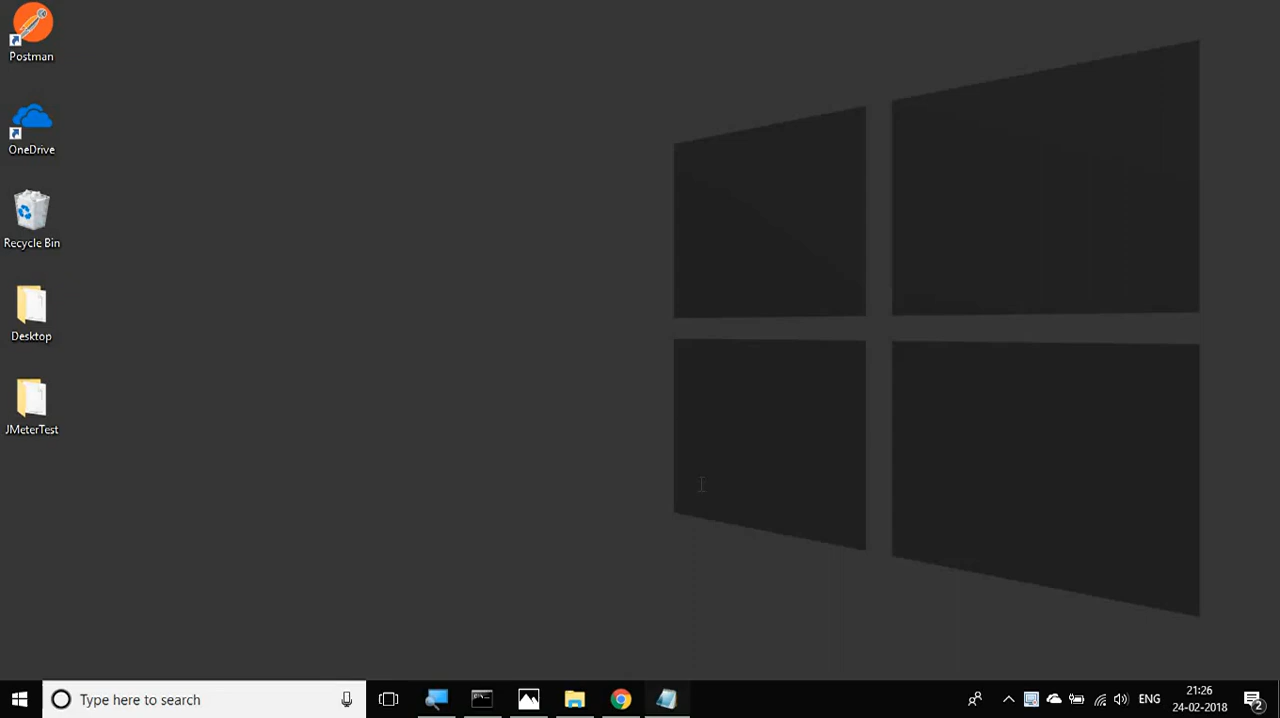 Postman
OneDrive
Recycle Bin
Desktop
JMeterTest
Type here to search
ENG
21:26
24-02-2018
2